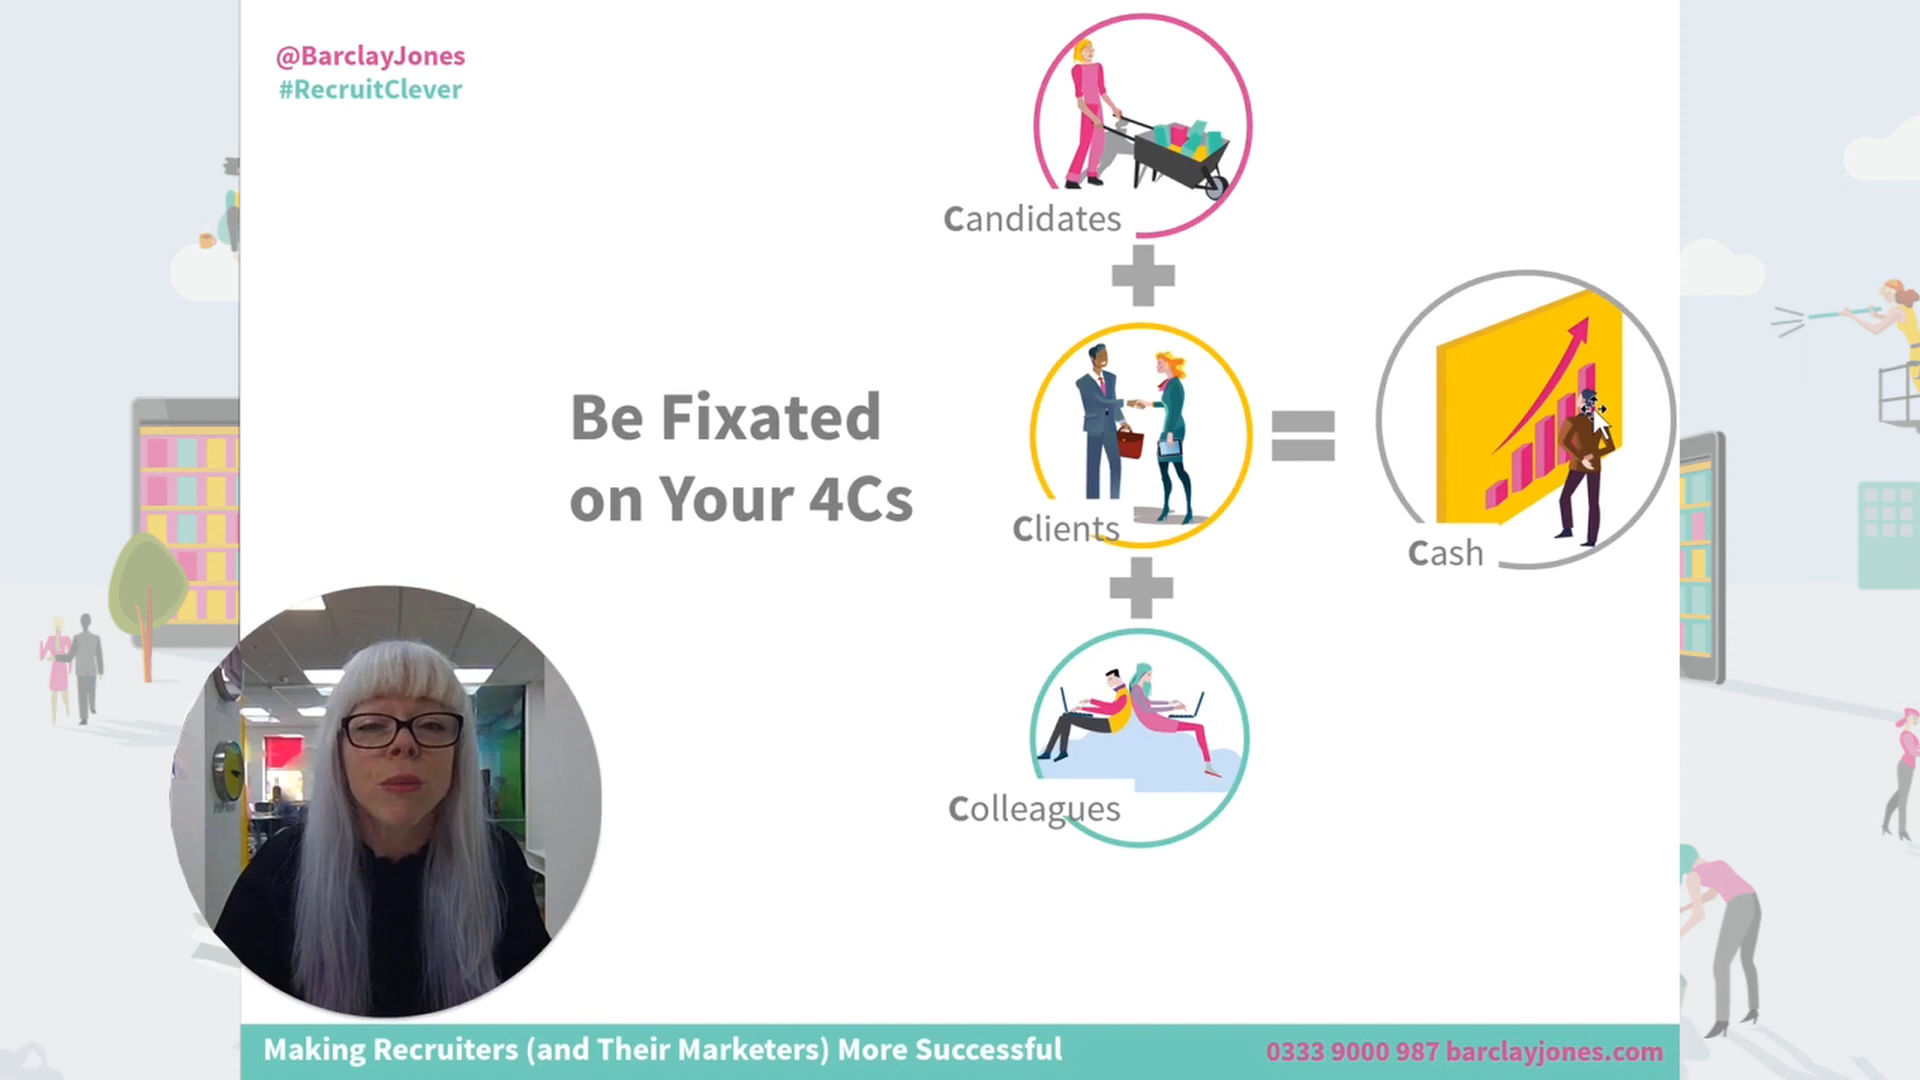 @BarclayJones
#RecruitClever
Candidates
Be Fixated
on Your 4Cs
Clients
Cash
Colleagues
Making Recruiters (and Their Marketers) More Successful
0333 9000 987 barclayjones.com